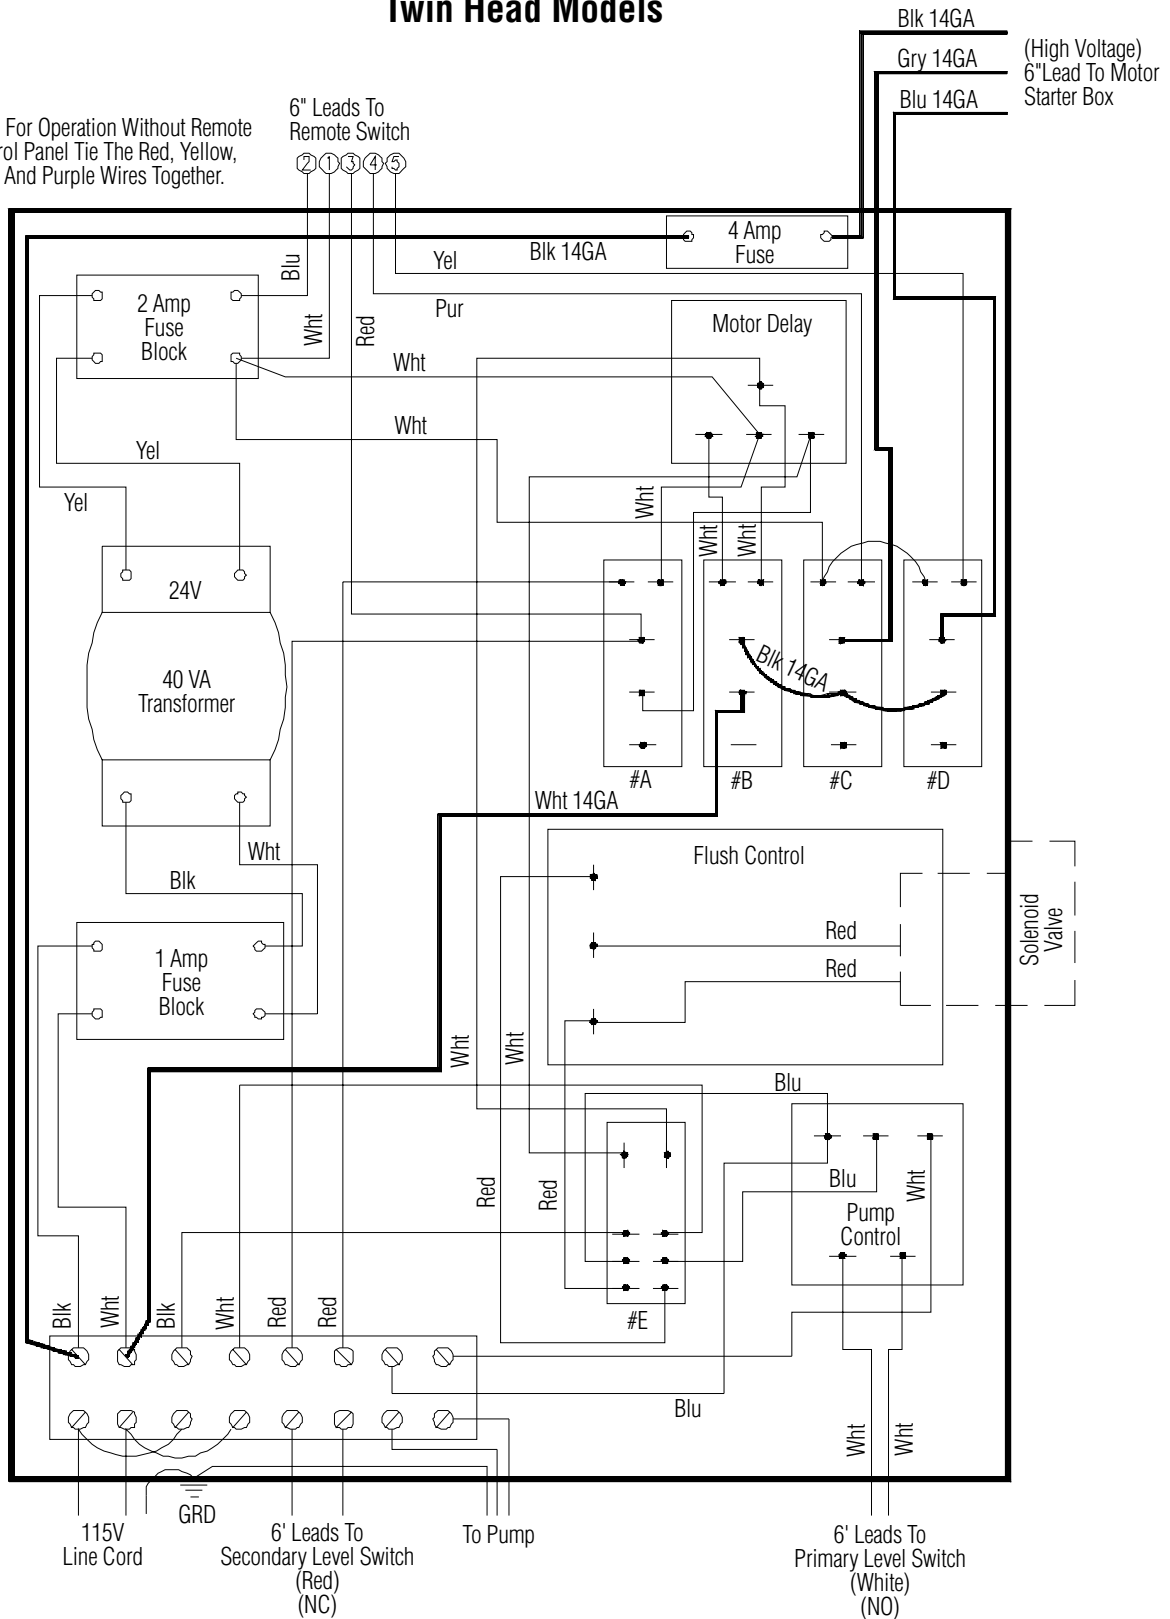 Twin Head Models
Blk 14GA
Gry 14GA
Blu 14GA
(High Voltage)
6"Lead To Motor
Starter Box
6" Leads To
Remote Switch
For Operation Without Remote
Panel Tie The Red, Yellow,
And Purple Wires Together.
2 1 3 4 5
4 Amp
Fuse
Blk 14GA
Yel
Blu
Pur
Wht
Red
2 Amp
Fuse
Block
Motor Delay
Wht
Wht
Yel
Yel
Wht
Wht
Wht
24V
40 VA
Transformer
Blk 14GA
#A
#B
#C
#D
Wht 14GA
Wht
Blk
Flush Control
Red
Red
Solenoid
Valve
1 Amp
Fuse
Block
Wht
Wht
Blu
Blu
Wht
Red
Red
Pump
Control
#E
Blk
Wht
Blk
Wht
Red
Red
Blu
Wht
Wht
GRD
115V
Line Cord
6' Leads To
Secondary Level Switch
(Red)
(NC)
To Pump
6' Leads To
Primary Level Switch
(White)
(NO)